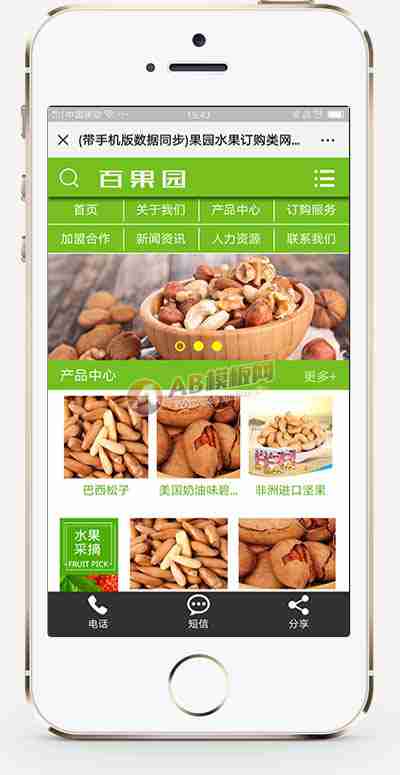 中国移动
15:43
(带手机版数据同步)果园水果订购类网...
百果园
首页 关于我们 产品中心 订购服务
加盟合作 新闻资讯 人力资源 联系我们
AB模板网
产品中心 更多+
巴西松子 美国奶油味碧... 非洲进口坚果
水果
采摘
FRUIT PICK
电话 短信 分享